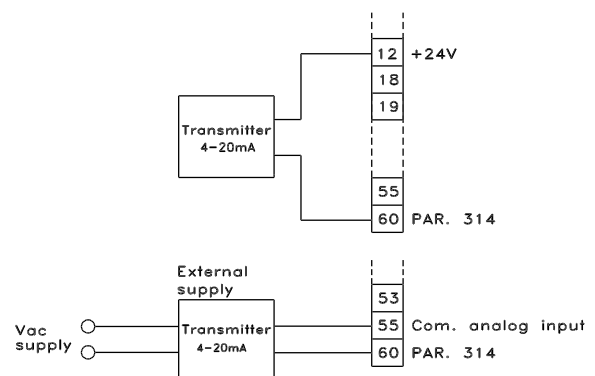 12 +24V
18
19
Transmitter
4-20mA
55
60 PAR. 314
External
supply
53
Vac
supply
Transmitter
4-20mA
55 Com. analog input
60 PAR. 314